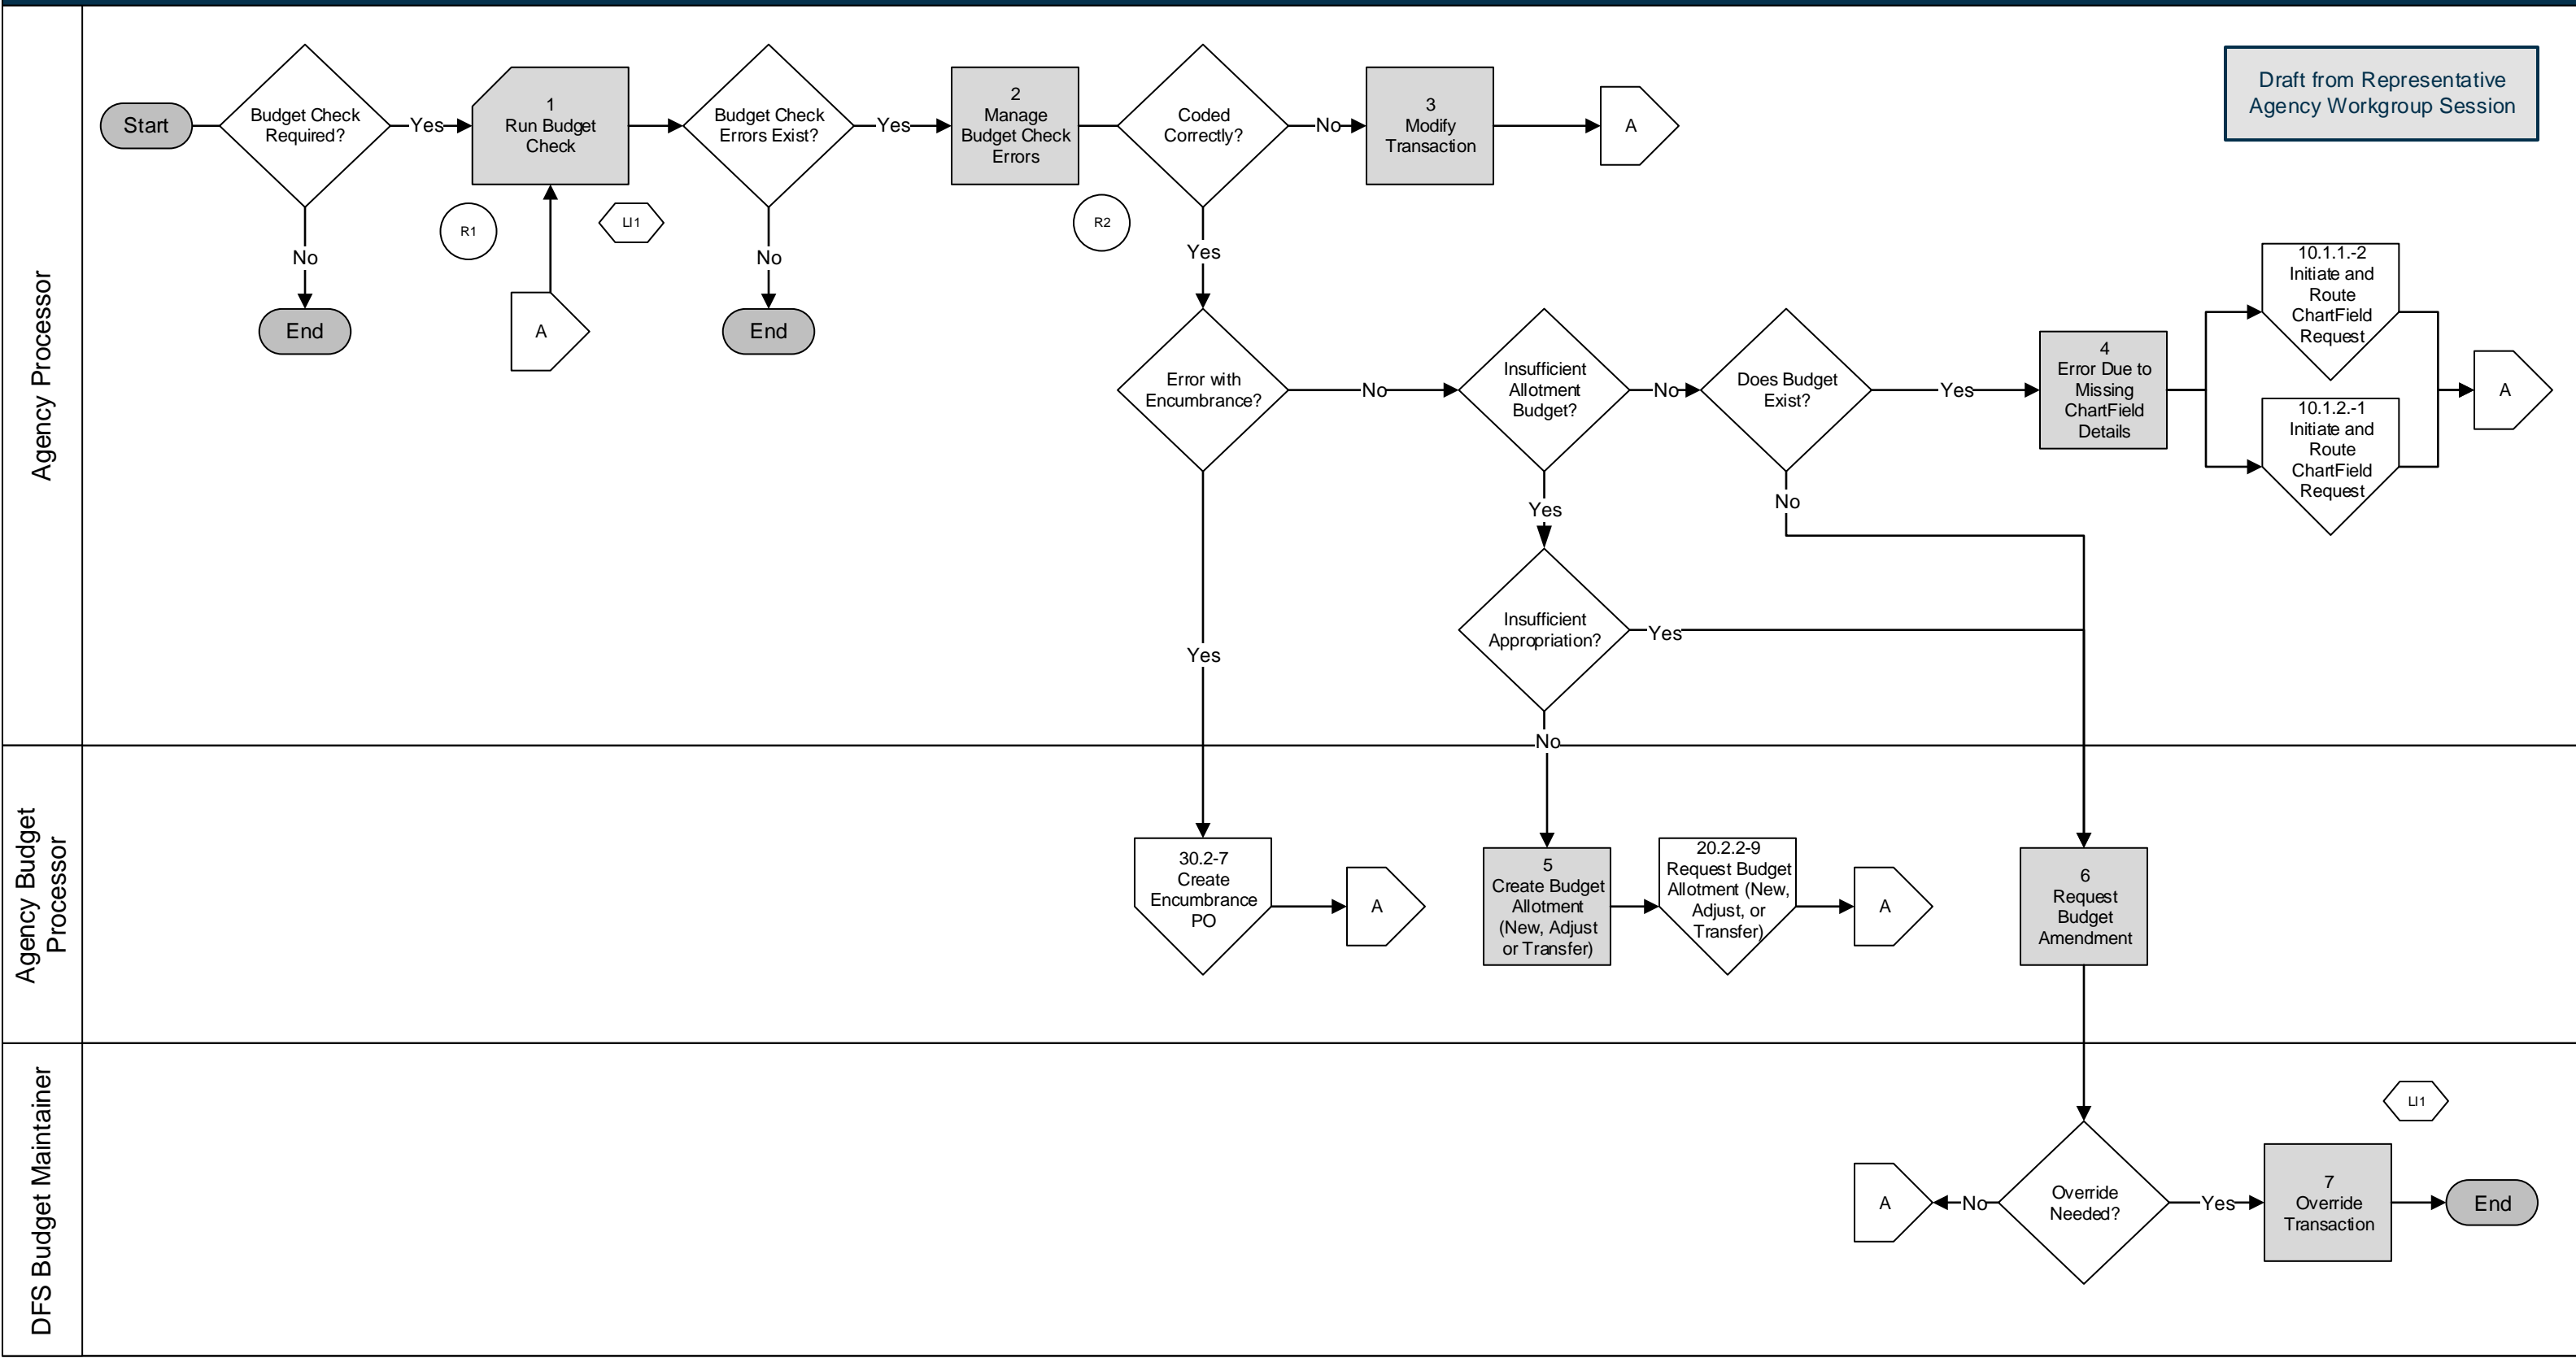 Agency Processor
Start
Budget Check
Required?
Yes
No
End
1
Run Budget
Check
R1
LI1
A
Budget Check
Errors Exist?
Yes
No
End
2
Manage
Budget Check
Errors
R2
Coded
Correctly?
No
Yes
3
Modify
Transaction
A
Draft from Representative
Agency Workgroup Session
Error with
Encumbrance?
No
Yes
Insufficient
Allotment
Budget?
No
Yes
Does Budget
Exist?
Yes
No
4
Error Due to
Missing
ChartField
Details
10.1.1.-2
Initiate and
Route
ChartField
Request
10.1.2.-1
Initiate and
Route
ChartField
Request
A
Insufficient
Appropriation?
Yes
No
Agency Budget
Processor
30.2-7
Create
Encumbrance
PO
A
5
Create Budget
Allotment
(New, Adjust
or Transfer)
20.2.2-9
Request Budget
Allotment (New,
Adjust, or
Transfer)
A
6
Request
Budget
Amendment
DFS Budget Maintainer
A
No
Override
Needed?
Yes
7
Override
Transaction
LI1
End